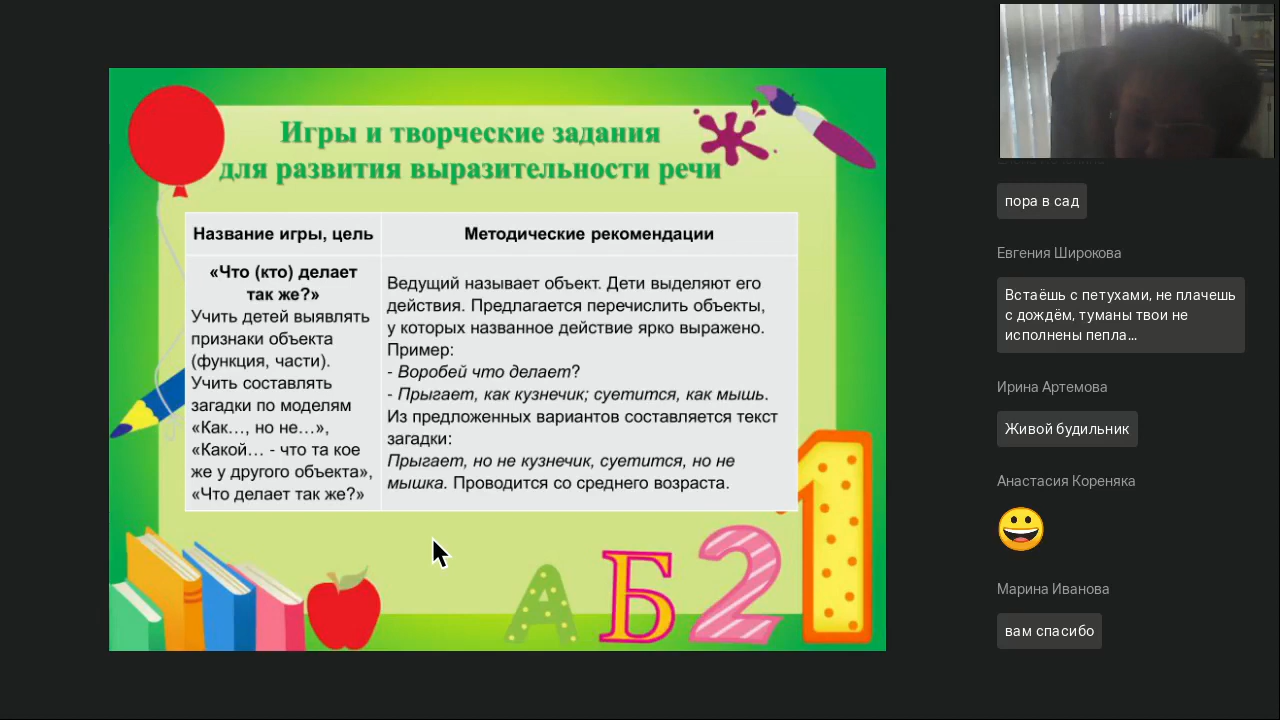 Игры и творческие задания
для развития выразительности речи
Название игры, цель
Методические рекомендации
«Что (кто) делает
так же?»
Учить детей выявлять
признаки объекта
(функция, части).
Учить составлять
загадки по моделям
«Как…, но не…»,
«Какой… - что та кое
же у другого объекта»,
«Что делает так же?»
Ведущий называет объект. Дети выделяют его
действия. Предлагается перечислить объекты,
у которых названное действие ярко выражено.
Пример:
- Воробей что делает?
- Прыгает, как кузнечик; суетится, как мышь.
Из предложенных вариантов составляется текст
загадки:
Прыгает, но не кузнечик, суетится, но не
мышка. Проводится со среднего возраста.
А Б 2 1
пора в сад
Евгения Широкова
Встаёшь с петухами, не плачешь
с дождём, туманы твои не
исполнены пепла...
Ирина Артемова
Живой будильник
Анастасия Кореняка
Марина Иванова
вам спасибо